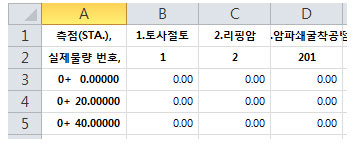 A B C D
1 측점(STA.), 1.토사절토 2.리핑암 .암파쇄굴착공법
2 실제물량 번호, 1 2 201
3 0+ 0.00000 0.00 0.00 0.00
4 0+ 20.00000 0.00 0.00 0.00
5 0+ 40.00000 0.00 0.00 0.00